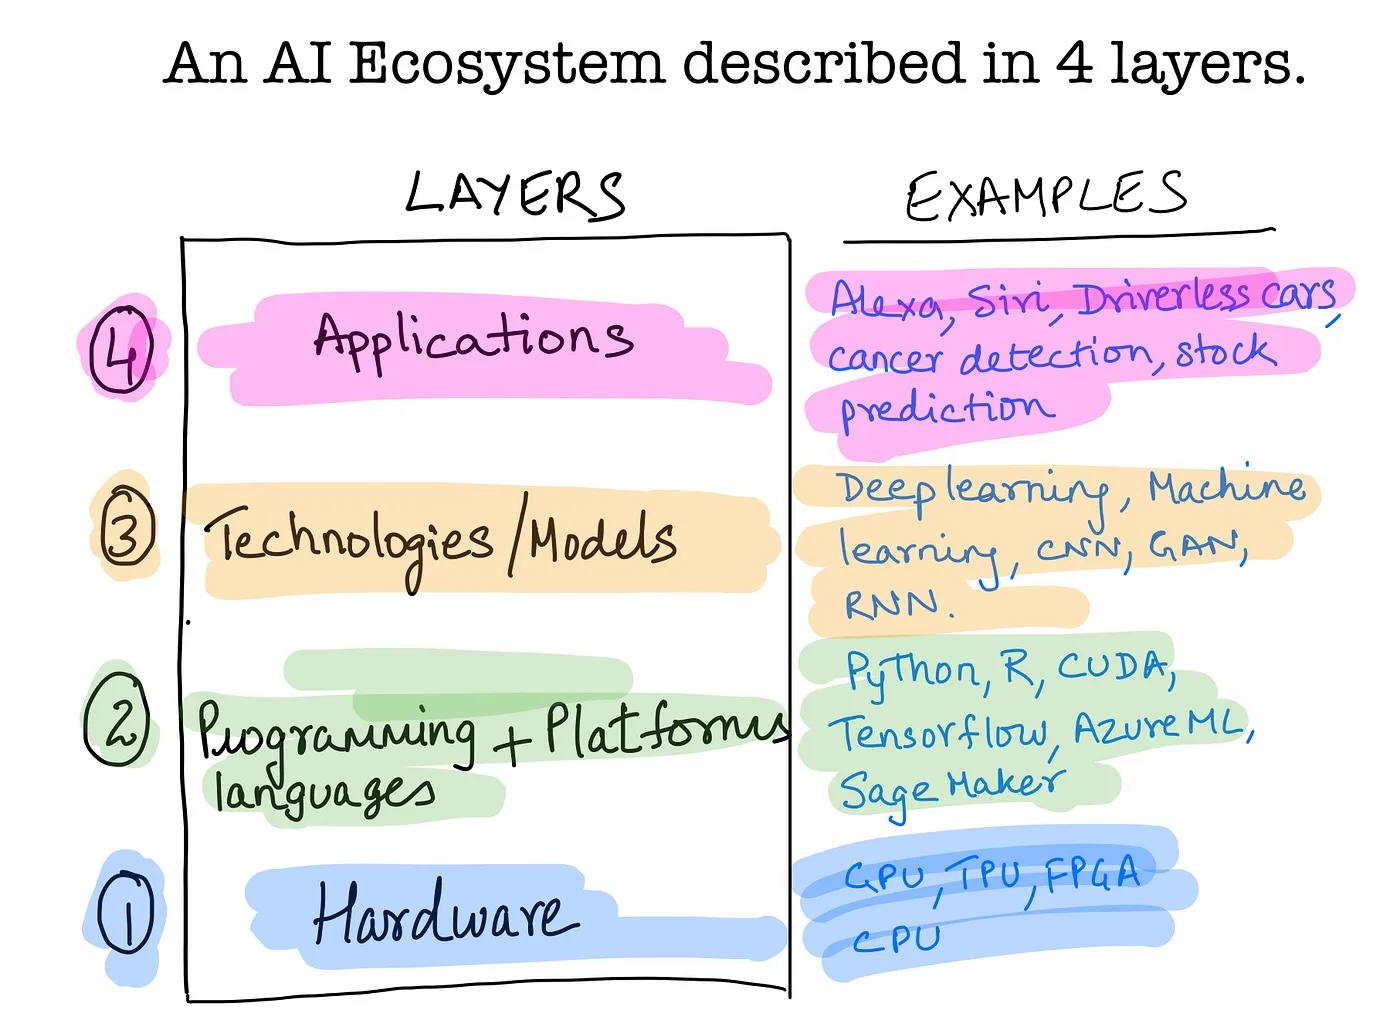 An AI Ecosystem described in 4 layers.
LAYERS
EXAMPLES
4
Applications
Alexa, Siri, Driverless cars,
cancer detection, stock
prediction
3
Technologies/Models
Deep learning, Machine
learning, CNN, GAN,
RNN.
2
Programming + Platforms
languages
Python, R, CUDA,
Tensorflow, Azure ML,
Sage Maker
1
Hardware
GPU, TPU, FPGA
CPU